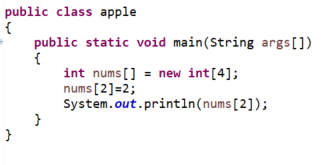 public class apple
{
    public static void main(String args[])
    {
        int nums[] = new int[4];
        nums[2]=2;
        System.out.println(nums[2]);
    }
}